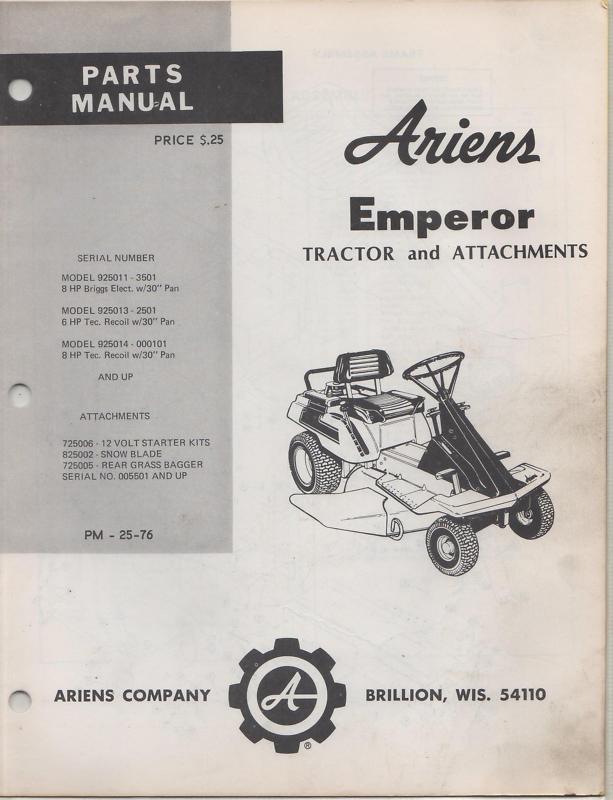 PARTS
MANUAL
PRICE $.25
Ariens
Emperor
TRACTOR and ATTACHMENTS
SERIAL NUMBER
MODEL 925011 - 3501
8 HP Briggs Elect. w/30" Pan
MODEL 925013 - 2501
6 HP Tec. Recoil w/30" Pan
MODEL 925014 - 000101
8 HP Tec. Recoil w/30" Pan
AND UP
ATTACHMENTS
725006 - 12 VOLT STARTER KITS
825002 - SNOW BLADE
725005 - REAR GRASS BAGGER
SERIAL NO. 005501 AND UP
PM - 25-76
Ariens
ARIENS COMPANY
A
®
BRILLION, WIS. 54110